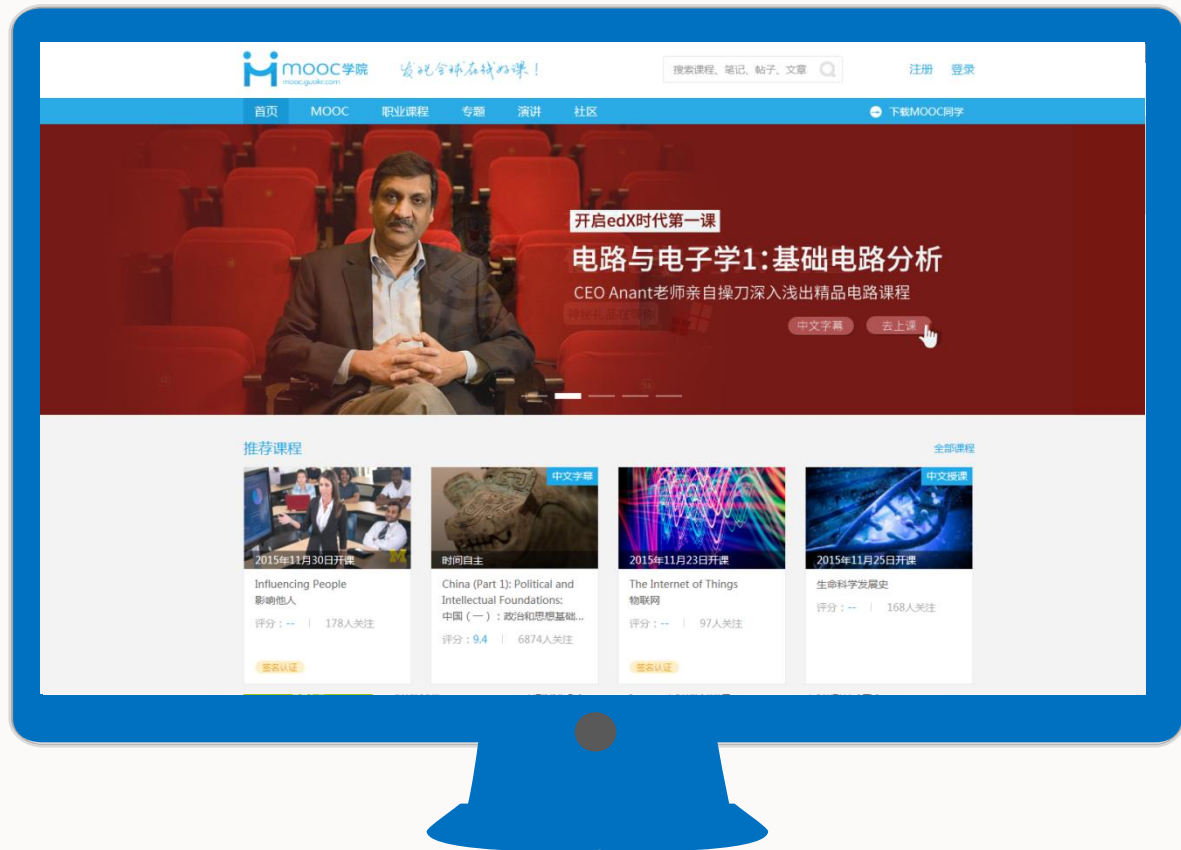 mooc学院
mooc.guokr.com
发现全球在线好课！
搜索课程、笔记、帖子、文章
注册 登录
首页 MOOC 职业课程 专题 演讲 社区
下载MOOC同学
开启edX时代第一课
电路与电子学1:基础电路分析
CEO Anant老师亲自操刀深入浅出精品电路课程
中文字幕 去上课
推荐课程
全部课程
2015年11月30日开课
Influencing People
影响他人
评分：-- 178人关注
签名认证
中文字幕
时间自主
China (Part 1): Political and
Intellectual Foundations:
中国（一）：政治和思想基础...
评分：9.4 6874人关注
2015年11月23日开课
The Internet of Things
物联网
评分：-- 97人关注
签名认证
中文授课
2015年11月25日开课
生命科学发展史
评分：-- 168人关注